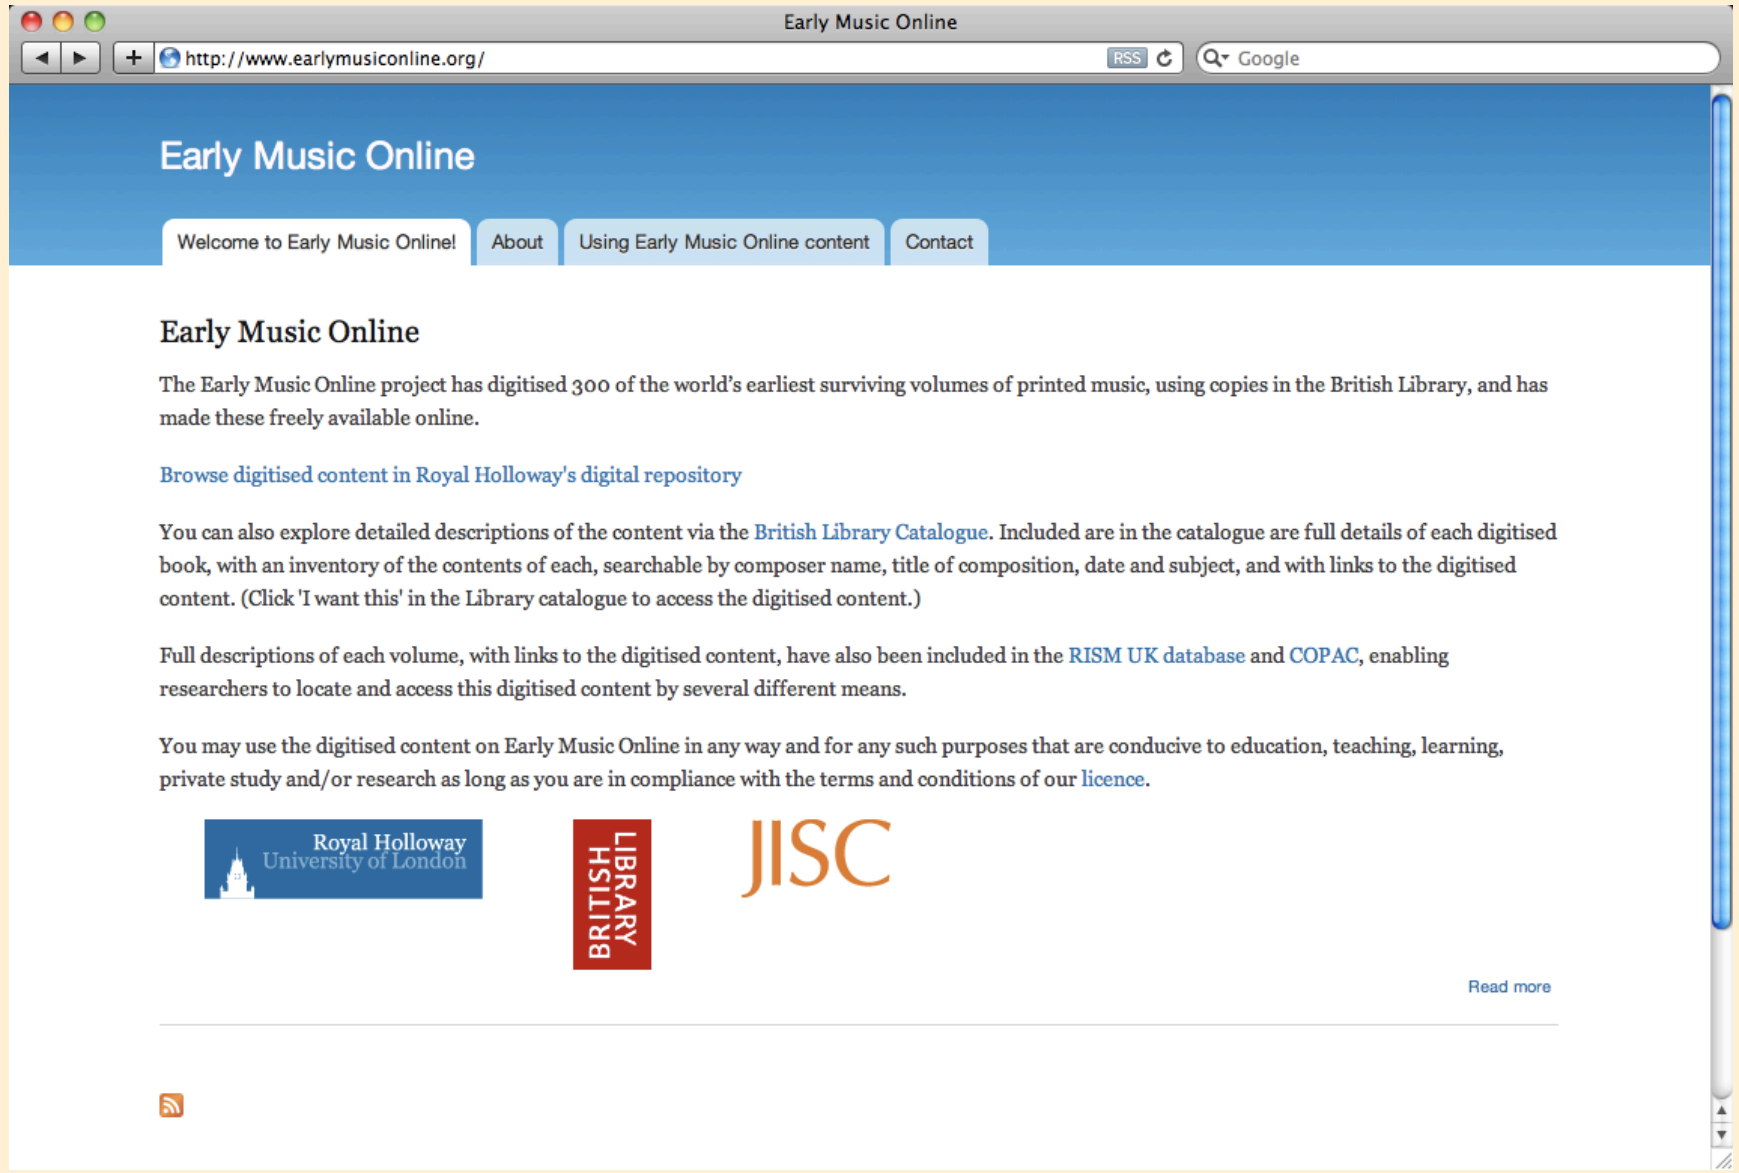 Early Music Online
http://www.earlymusiconline.org/
RSS
Google
Early Music Online
Welcome to Early Music Online!
About
Using Early Music Online content
Contact
Early Music Online
The Early Music Online project has digitised 300 of the world’s earliest surviving volumes of printed music, using copies in the British Library, and has
made these freely available online.
Browse digitised content in Royal Holloway's digital repository
You can also explore detailed descriptions of the content via the British Library Catalogue. Included are in the catalogue are full details of each digitised
book, with an inventory of the contents of each, searchable by composer name, title of composition, date and subject, and with links to the digitised
content. (Click 'I want this' in the Library catalogue to access the digitised content.)
Full descriptions of each volume, with links to the digitised content, have also been included in the RISM UK database and COPAC, enabling
researchers to locate and access this digitised content by several different means.
You may use the digitised content on Early Music Online in any way and for any such purposes that are conducive to education, teaching, learning,
private study and/or research as long as you are in compliance with the terms and conditions of our licence.
Royal Holloway
University of London
BRITISH
LIBRARY
JISC
Read more